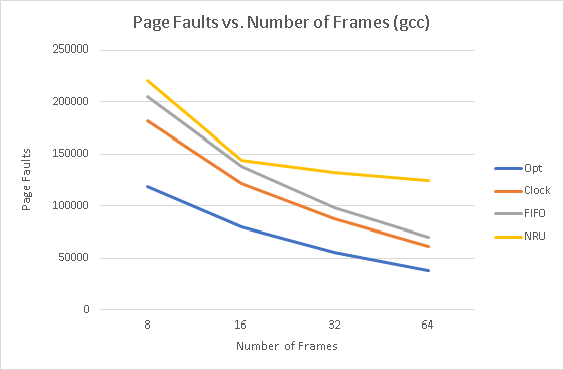 Page Faults vs. Number of Frames (gcc)
250000
200000
150000
100000
50000
0
Page Faults
8 16 32 64
Number of Frames
Opt
Clock
FIFO
NRU